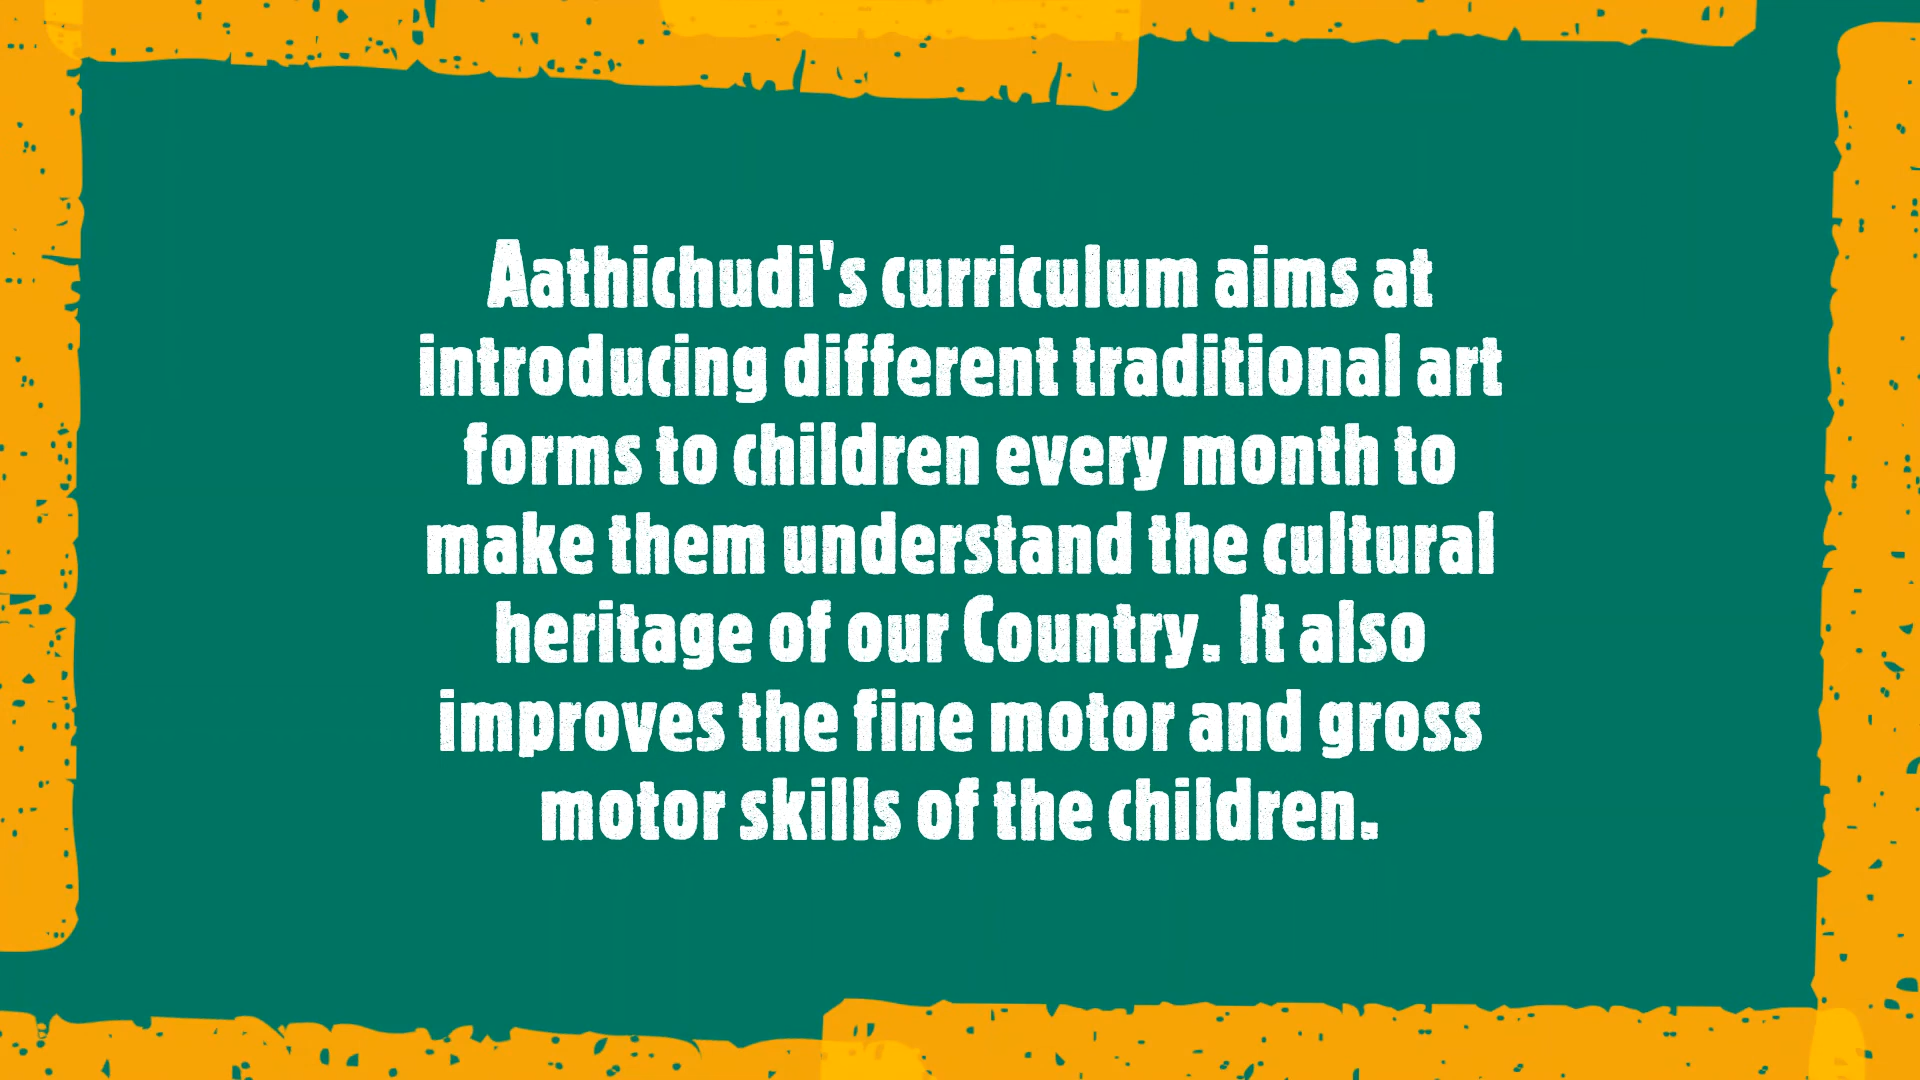 Aathichudi's curriculum aims at
introducing different traditional art
forms to children every month to
make them understand the cultural
heritage of our Country. It also
improves the fine motor and gross
motor skills of the children.